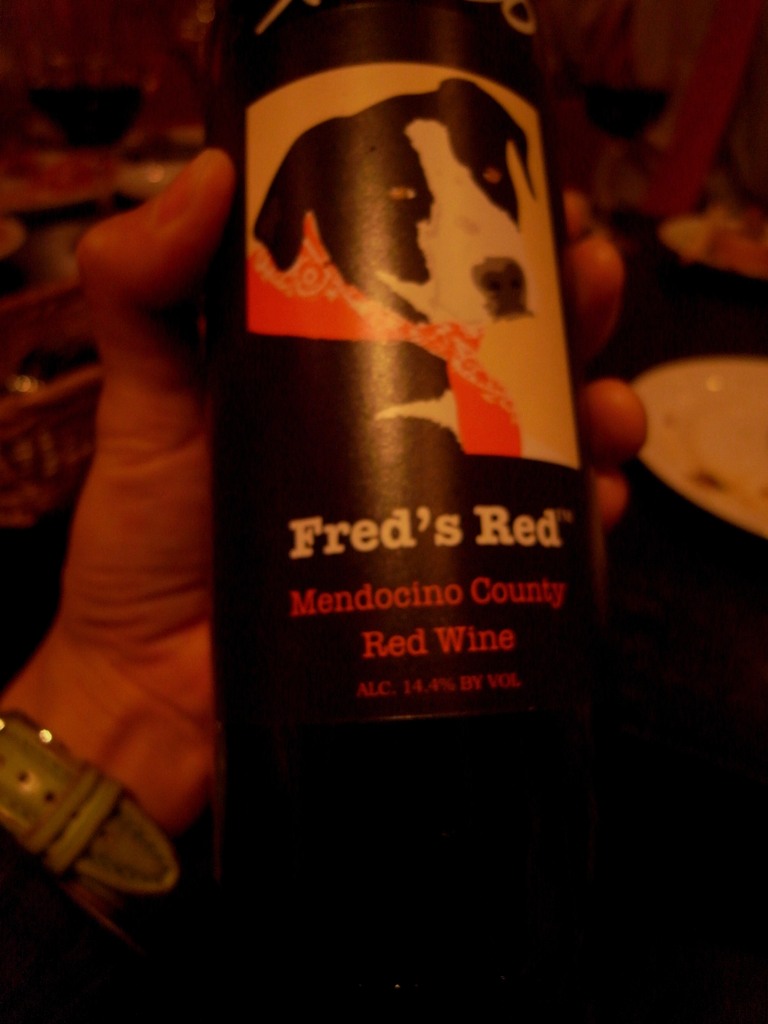 Fred's Red™
Mendocino County
Red Wine
ALC. 14.4% BY VOL